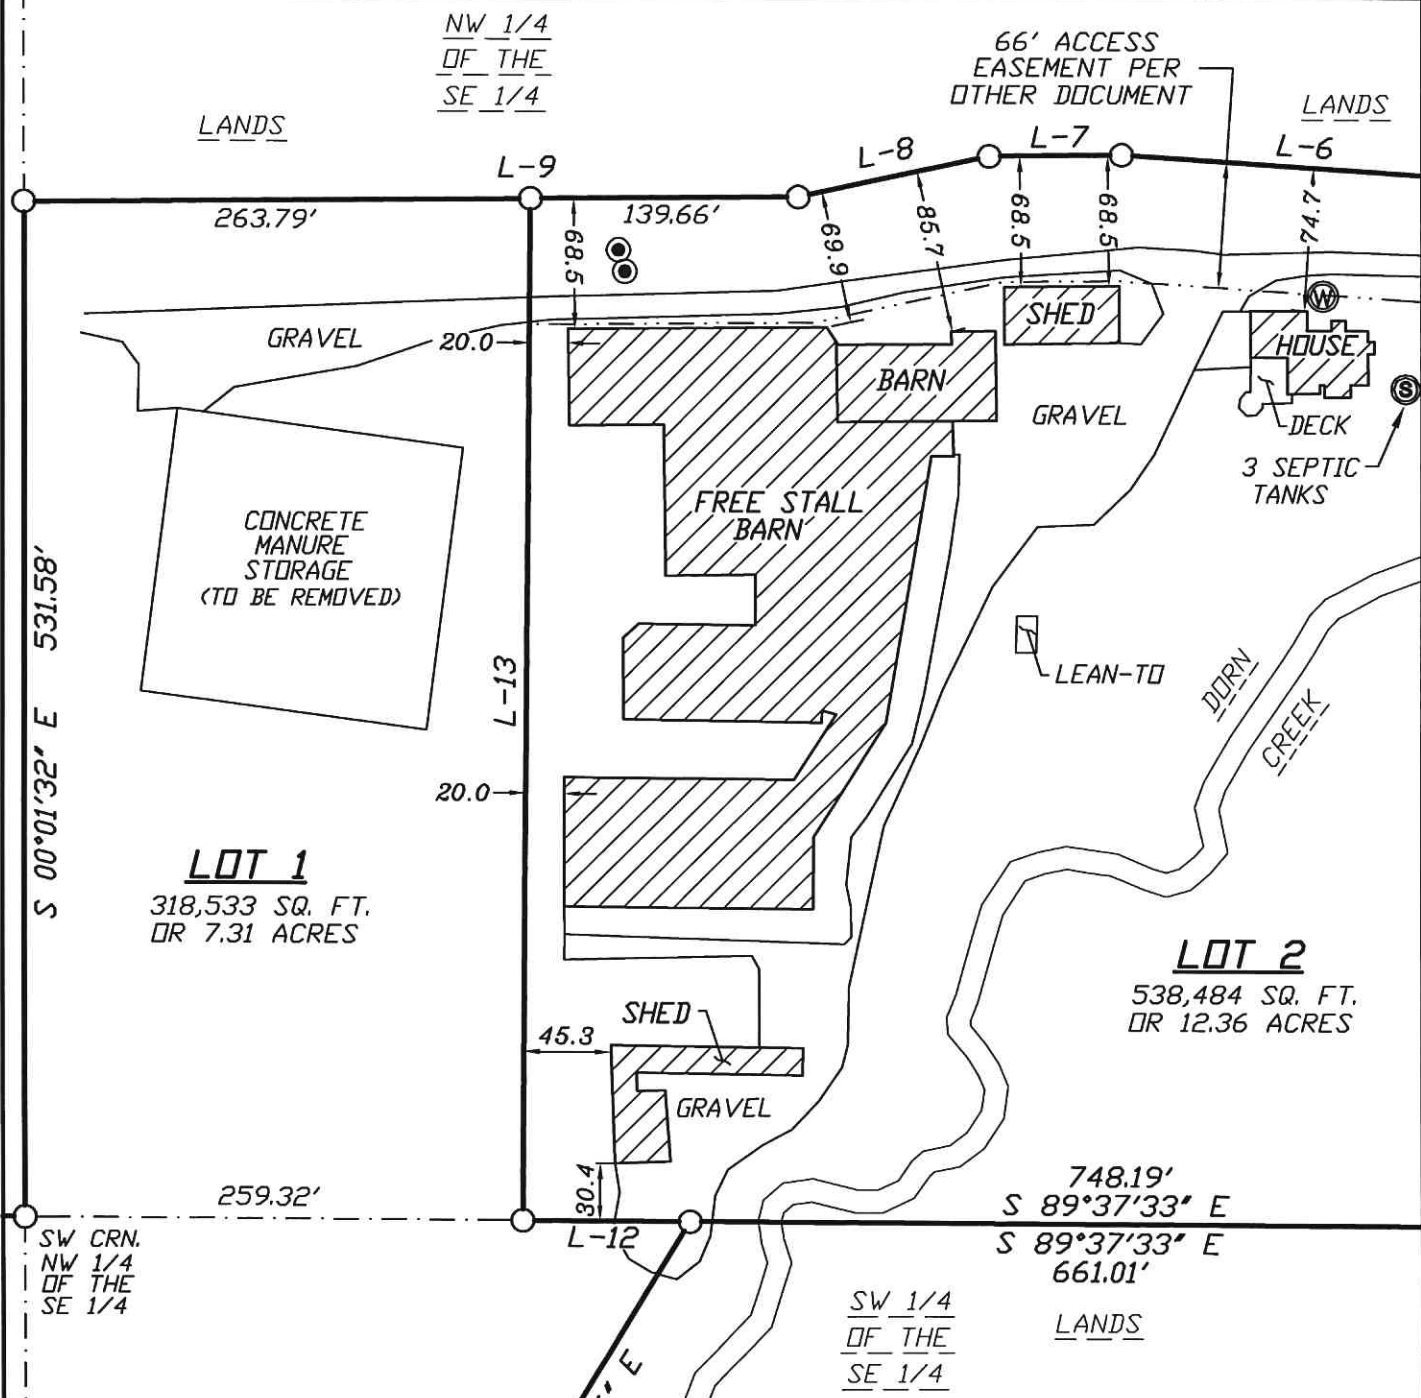 NW 1/4
OF THE
SE 1/4
66' ACCESS
EASEMENT PER
OTHER DOCUMENT
LANDS
LANDS
L-9
L-8
L-7
L-6
263.79'
139.66'
68.5
69.9
85.7
68.5
68.5
74.7
W
GRAVEL
20.0
SHED
HOUSE
BARN
S
GRAVEL
DECK
3 SEPTIC
TANKS
FREE STALL
BARN
CONCRETE
MANURE
STORAGE
(TO BE REMOVED)
S 00°01'32" E 531.58'
L-13
LEAN-TO
DORN
CREEK
20.0
LOT 1
318,533 SQ. FT.
OR 7.31 ACRES
LOT 2
538,484 SQ. FT.
OR 12.36 ACRES
SHED
45.3
GRAVEL
30.4
259.32'
748.19'
S 89°37'33" E
L-12
S 89°37'33" E
661.01'
SW CRN.
NW 1/4
OF THE
SE 1/4
SW 1/4
OF THE
SE 1/4
LANDS
" E